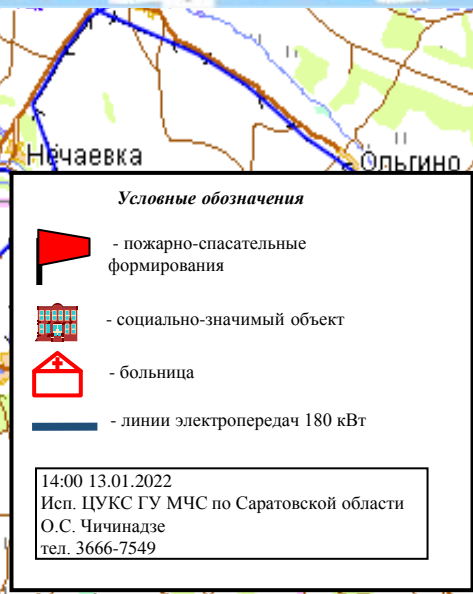 Нечаевка
Ольгино
Условные обозначения
- пожарно-спасательные
формирования
- социально-значимый объект
- больница
- линии электропередач 180 кВт
14:00 13.01.2022
Исп. ЦУКС ГУ МЧС по Саратовской области
О.С. Чичинадзе
тел. 3666-7549